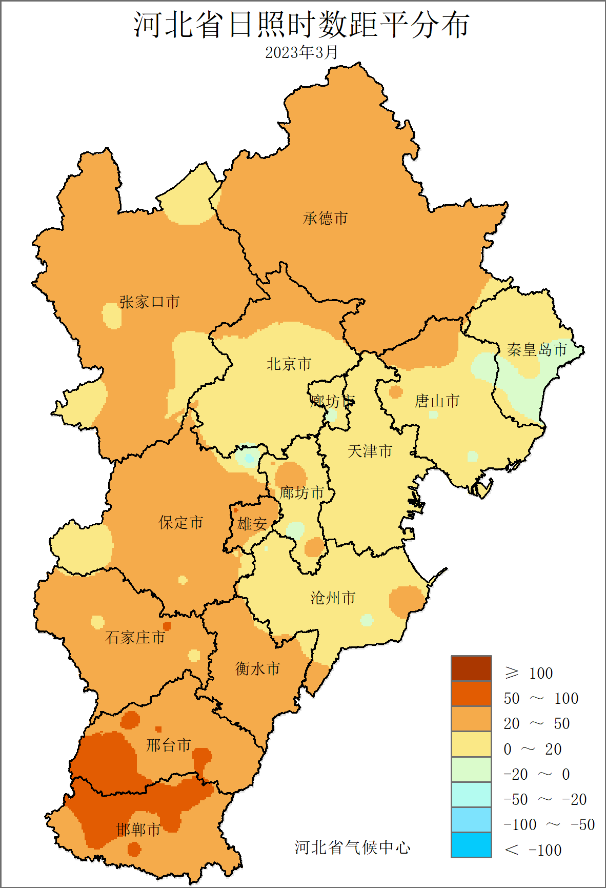 河北省日照时数距平分布
2023年3月
承德市
张家口市
秦皇岛市
北京市
廊坊市
唐山市
天津市
廊坊市
保定市
雄安
沧州市
石家庄市
衡水市
邢台市
邯郸市
≥ 100
50 ～ 100
20 ～ 50
0 ～ 20
-20 ～ 0
-50 ～ -20
-100 ～ -50
< -100
河北省气候中心